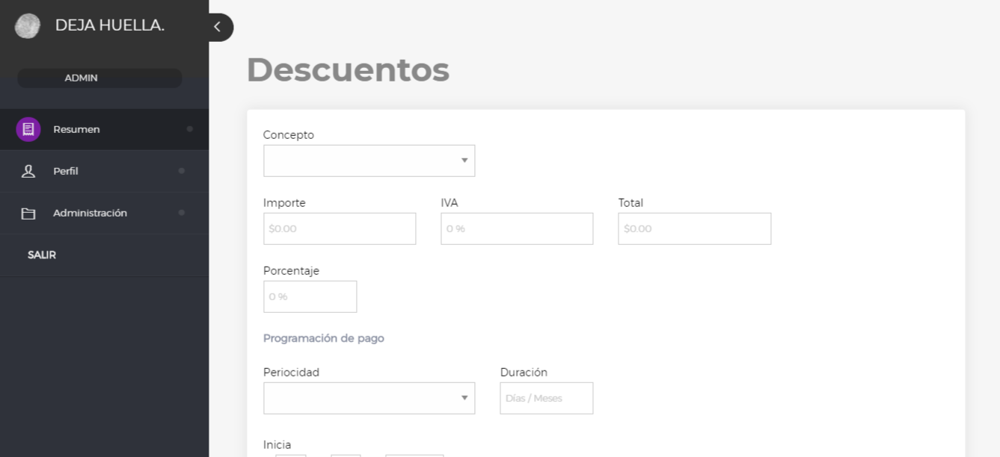 DEJA HUELLA.
ADMIN
Resumen
Perfil
Administración
SALIR
Descuentos
Concepto
Importe IVA Total
$0.00 0 % $0.00
Porcentaje
0 %
Programación de pago
Periocidad Duración
Días / Meses
Inicia